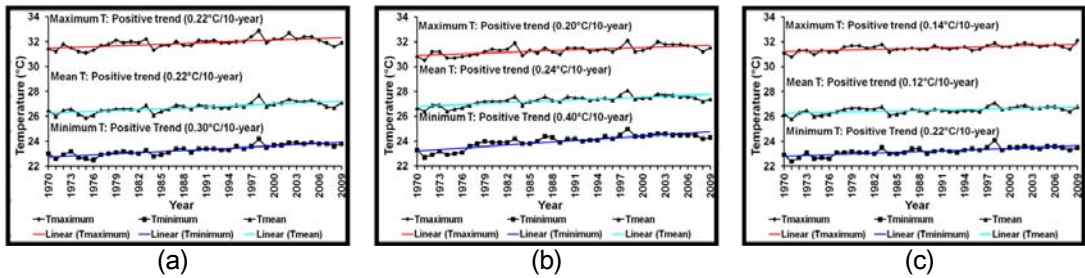 34
32
30
28
26
24
22
Temperature (°C)
Maximum T: Positive trend (0.22°C/10-year)
Mean T: Positive trend (0.22°C/10-year)
Minimum T: Positive Trend (0.30°C/10-year)
1970 1973 1976 1979 1982 1985 1988 1991 1994 1997 2000 2003 2006 2009
Year
Tmaximum Tminimum Tmean
Linear (Tmaximum) Linear (Tminimum) Linear (Tmean)
(a)
34
32
30
28
26
24
22
Temperature (°C)
Maximum T: Positive trend (0.20°C/10-year)
Mean T: Positive trend (0.24°C/10-year)
Minimum T: Positive Trend (0.40°C/10-year)
1970 1973 1976 1979 1982 1985 1988 1991 1994 1997 2000 2003 2006 2009
Year
Tmaximum Tminimum Tmean
Linear (Tmaximum) Linear (Tminimum) Linear (Tmean)
(b)
34
32
30
28
26
24
22
Temperature (°C)
Maximum T: Positive trend (0.14°C/10-year)
Mean T: Positive trend (0.12°C/10-year)
Minimum T: Positive Trend (0.22°C/10-year)
1970 1973 1976 1979 1982 1985 1988 1991 1994 1997 2000 2003 2006 2009
Year
Tmaximum Tminimum Tmean
Linear (Tmaximum) Linear (Tminimum) Linear (Tmean)
(c)